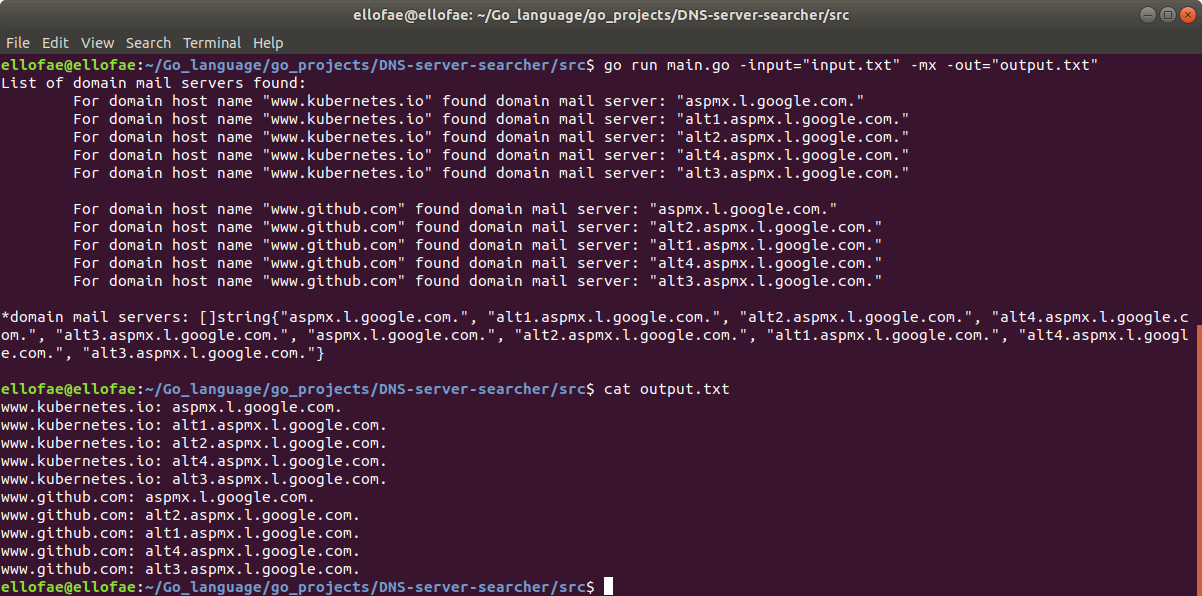 ellofae@ellofae: ~/Go_language/go_projects/DNS-server-searcher/src
File Edit View Search Terminal Help
ellofae@ellofae:~/Go_language/go_projects/DNS-server-searcher/src$ go run main.go -input="input.txt" -mx -out="output.txt"
List of domain mail servers found:
For domain host name "www.kubernetes.io" found domain mail server: "aspmx.l.google.com."
For domain host name "www.kubernetes.io" found domain mail server: "alt1.aspmx.l.google.com."
For domain host name "www.kubernetes.io" found domain mail server: "alt2.aspmx.l.google.com."
For domain host name "www.kubernetes.io" found domain mail server: "alt4.aspmx.l.google.com."
For domain host name "www.kubernetes.io" found domain mail server: "alt3.aspmx.l.google.com."
For domain host name "www.github.com" found domain mail server: "aspmx.l.google.com."
For domain host name "www.github.com" found domain mail server: "alt2.aspmx.l.google.com."
For domain host name "www.github.com" found domain mail server: "alt1.aspmx.l.google.com."
For domain host name "www.github.com" found domain mail server: "alt4.aspmx.l.google.com."
For domain host name "www.github.com" found domain mail server: "alt3.aspmx.l.google.com."
*domain mail servers: []string{"aspmx.l.google.com.", "alt1.aspmx.l.google.com.", "alt2.aspmx.l.google.com.", "alt4.aspmx.l.google.c
om.", "alt3.aspmx.l.google.com.", "aspmx.l.google.com.", "alt2.aspmx.l.google.com.", "alt1.aspmx.l.google.com.", "alt4.aspmx.l.googl
e.com.", "alt3.aspmx.l.google.com."}
ellofae@ellofae:~/Go_language/go_projects/DNS-server-searcher/src$ cat output.txt
www.kubernetes.io: aspmx.l.google.com.
www.kubernetes.io: alt1.aspmx.l.google.com.
www.kubernetes.io: alt2.aspmx.l.google.com.
www.kubernetes.io: alt4.aspmx.l.google.com.
www.kubernetes.io: alt3.aspmx.l.google.com.
www.github.com: aspmx.l.google.com.
www.github.com: alt2.aspmx.l.google.com.
www.github.com: alt1.aspmx.l.google.com.
www.github.com: alt4.aspmx.l.google.com.
www.github.com: alt3.aspmx.l.google.com.
ellofae@ellofae:~/Go_language/go_projects/DNS-server-searcher/src$